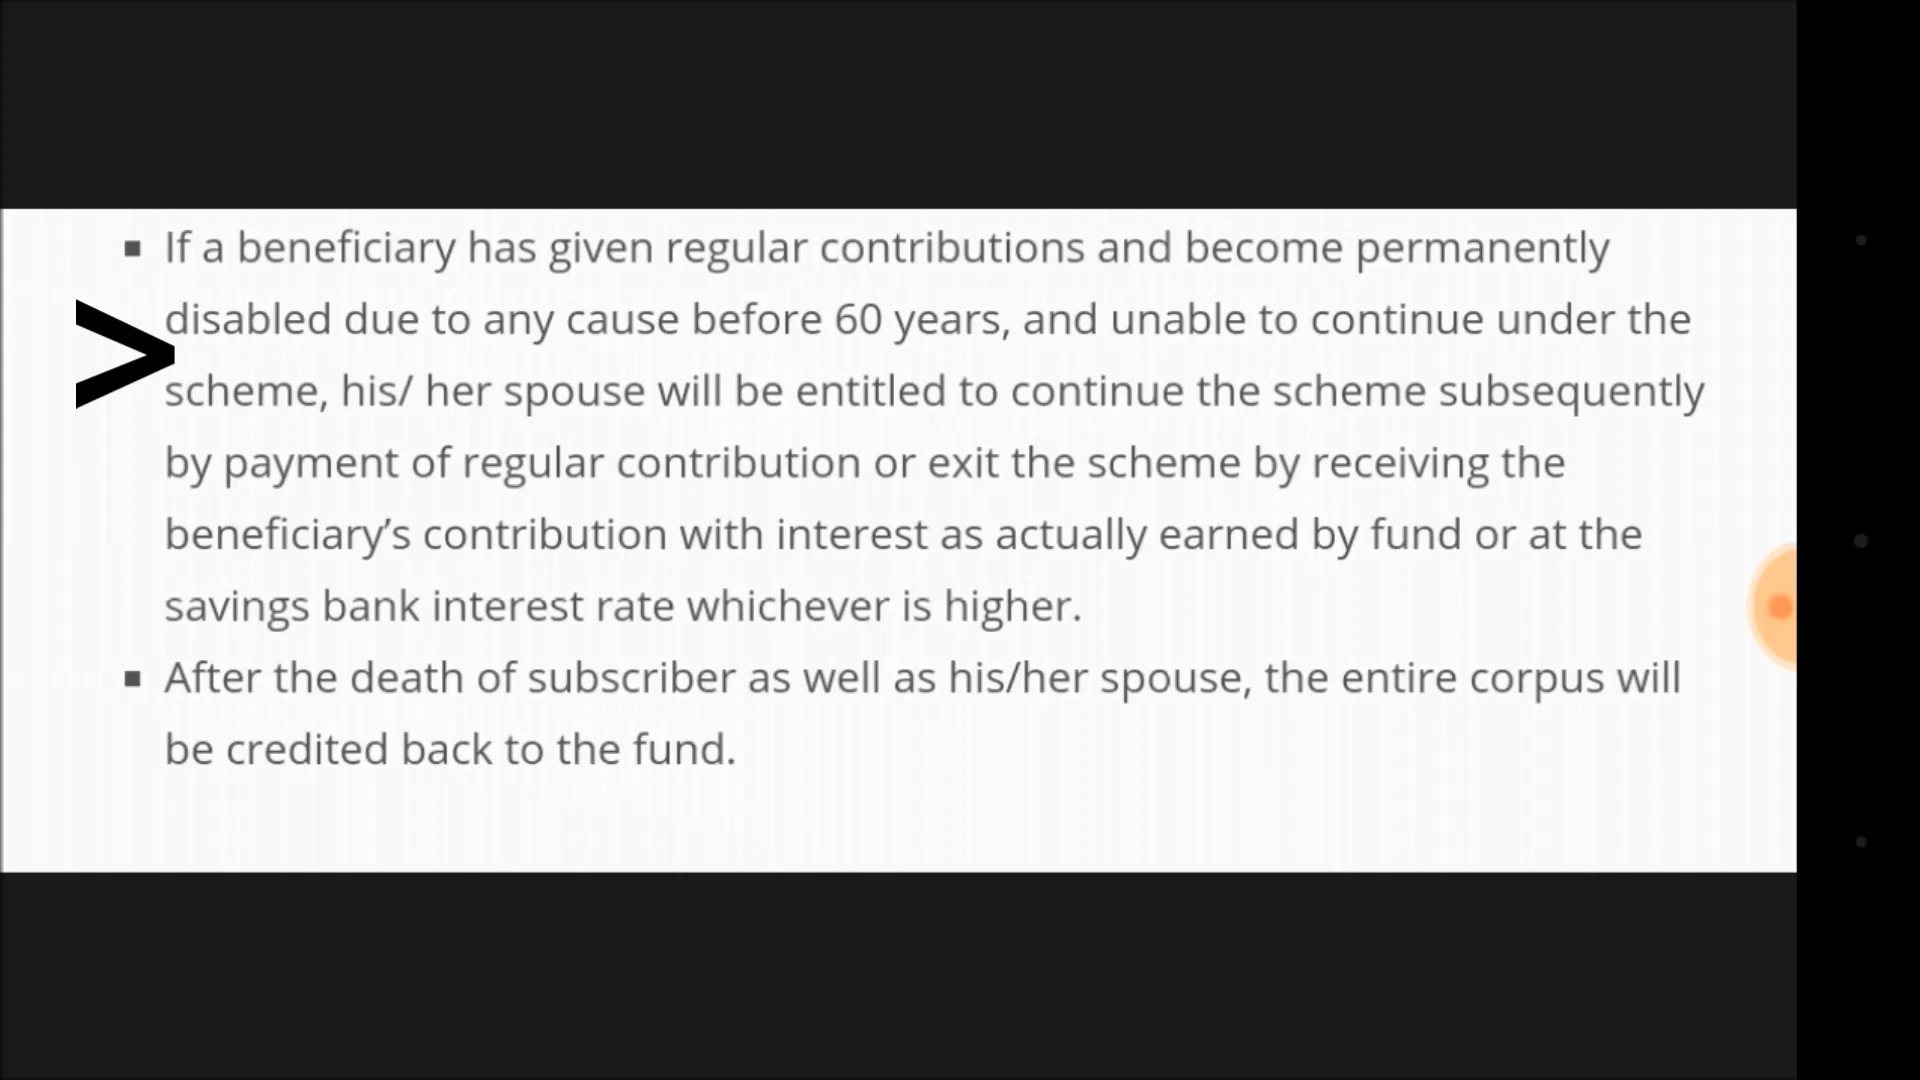 ▪ If a beneficiary has given regular contributions and become permanently
disabled due to any cause before 60 years, and unable to continue under the
>
scheme, his/ her spouse will be entitled to continue the scheme subsequently
by payment of regular contribution or exit the scheme by receiving the
beneficiary’s contribution with interest as actually earned by fund or at the
savings bank interest rate whichever is higher.
▪ After the death of subscriber as well as his/her spouse, the entire corpus will
be credited back to the fund.